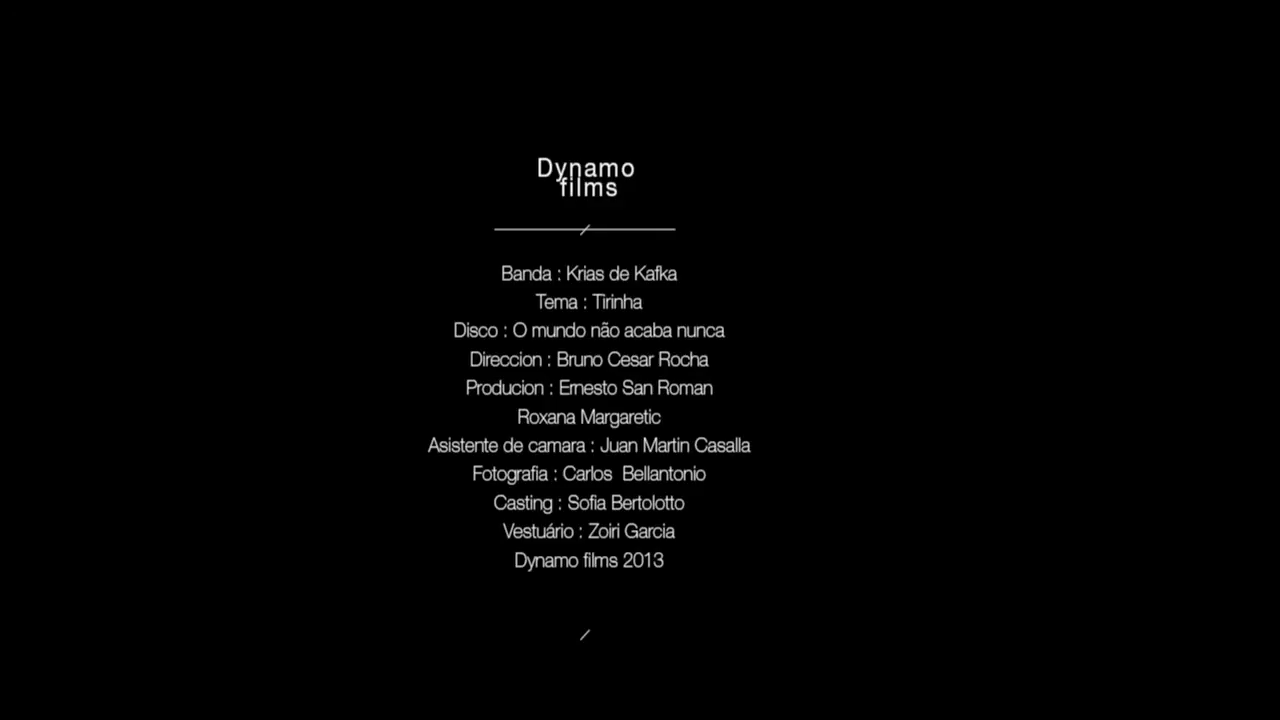 Dynamo
films
Banda : Krias de Kafka
Tema : Tirinha
Disco : O mundo não acaba nunca
Direccion : Bruno Cesar Rocha
Producion : Ernesto San Roman
Roxana Margaretic
Asistente de camara : Juan Martin Casalla
Fotografia : Carlos  Bellantonio
Casting : Sofia Bertolotto
Vestuário : Zoiri Garcia
Dynamo films 2013